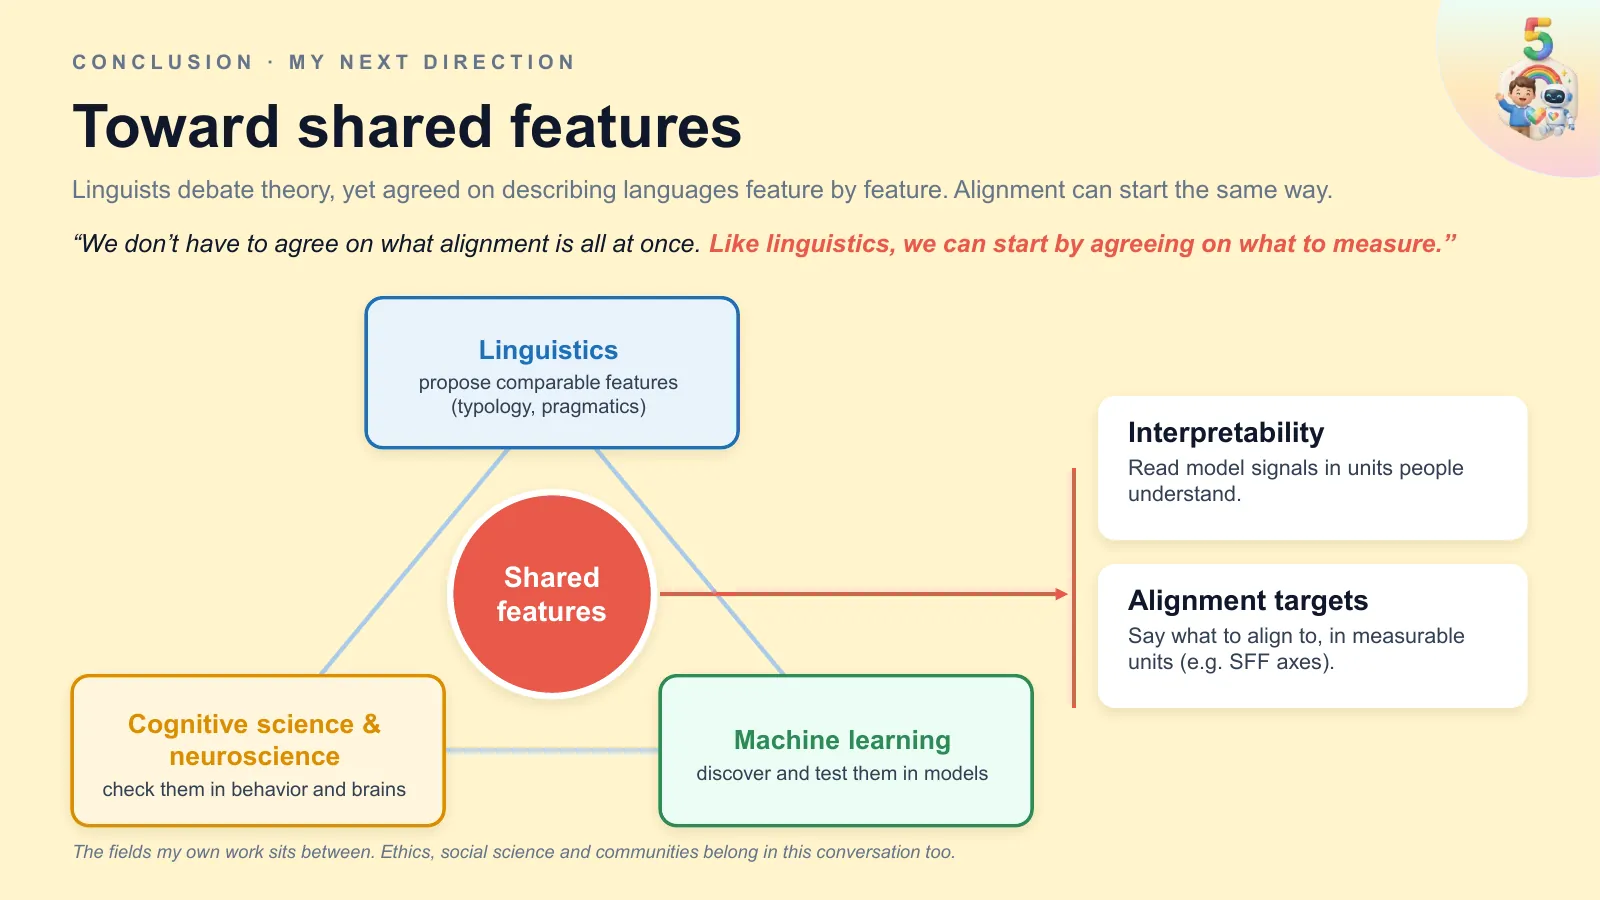 CONCLUSION · MY NEXT DIRECTION
5
Toward shared features
Linguists debate theory, yet agreed on describing languages feature by feature. Alignment can start the same way.
“We don’t have to agree on what alignment is all at once. Like linguistics, we can start by agreeing on what to measure.”
Linguistics
propose comparable features
(typology, pragmatics)
Shared
features
Cognitive science &
neuroscience
check them in behavior and brains
Machine learning
discover and test them in models
Interpretability
Read model signals in units people
understand.
Alignment targets
Say what to align to, in measurable
units (e.g. SFF axes).
The fields my own work sits between. Ethics, social science and communities belong in this conversation too.